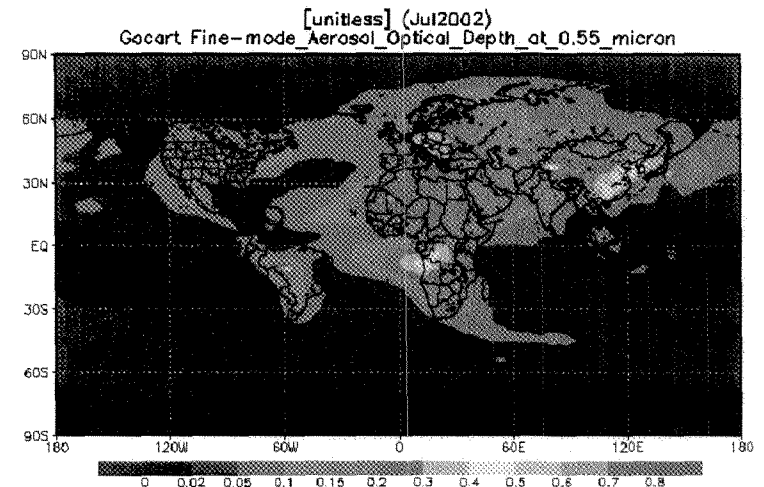 [unitless] (Jul2002)
Gocart Fine-mode_Aerosol_Optical_Depth_at_0.55_micron
90N
60N
30N
EQ
30S
60S
90S
180 120W 60W 0 60E 120E 180
0 0.02 0.05 0.1 0.15 0.2 0.3 0.4 0.5 0.6 0.7 0.8